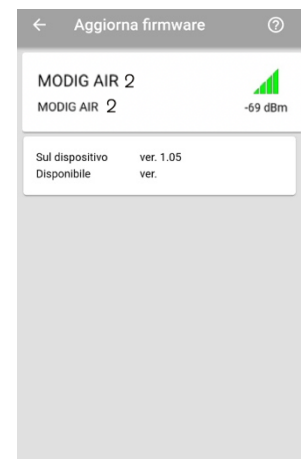 Aggiorna firmware
MODIG AIR 2
MODIG AIR 2
-69 dBm
Sul dispositivo ver. 1.05
Disponibile ver.